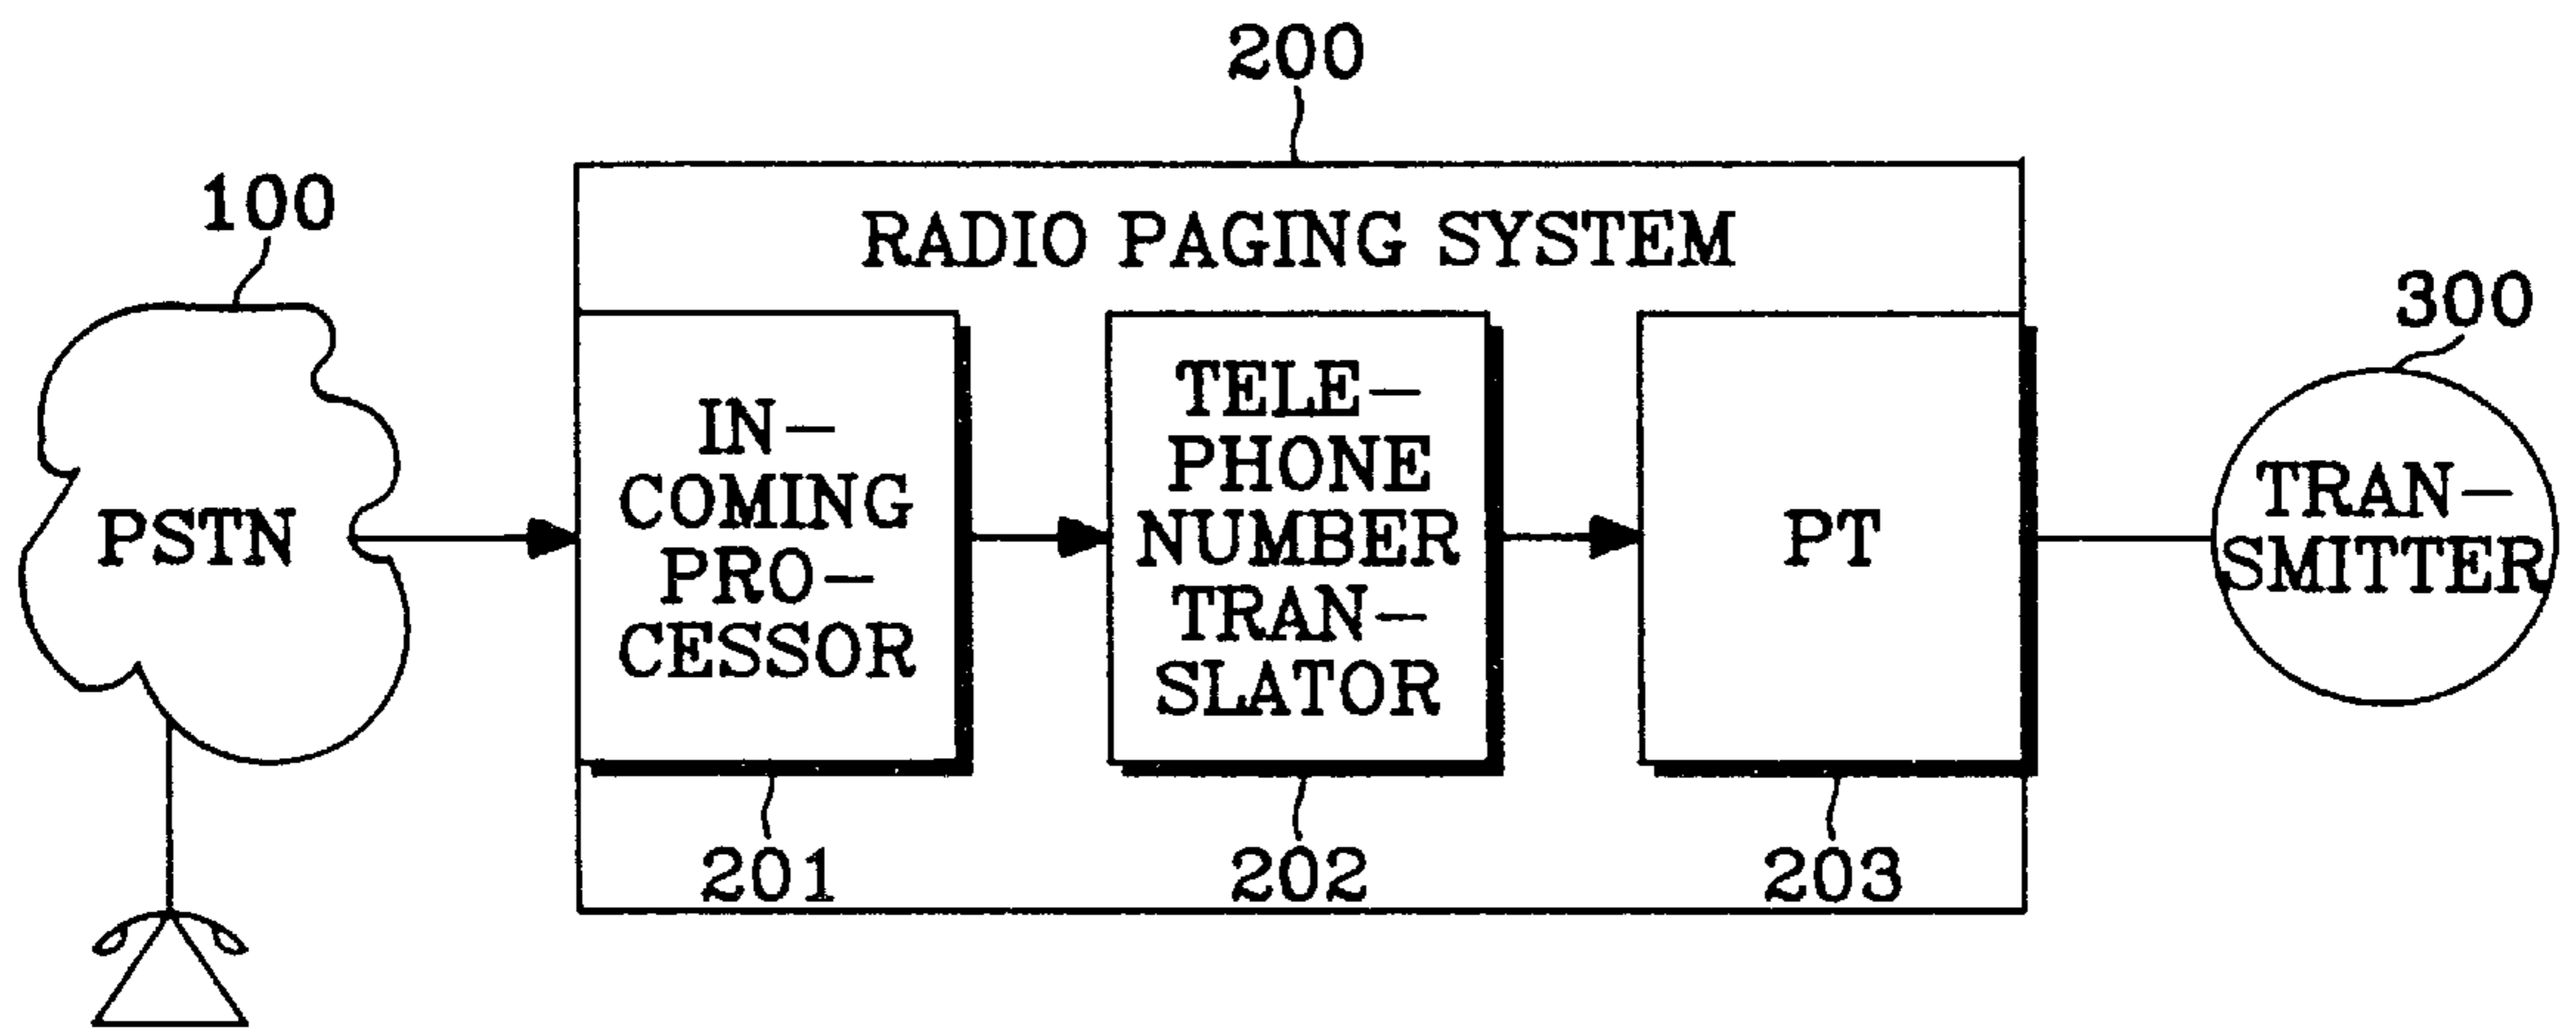 200
100
RADIO PAGING SYSTEM
300
IN-
COMING
PRO-
CESSOR
TELE-
PHONE
NUMBER
TRAN-
SLATOR
PSTN
PT
TRAN-
SMITTER
201
202
203